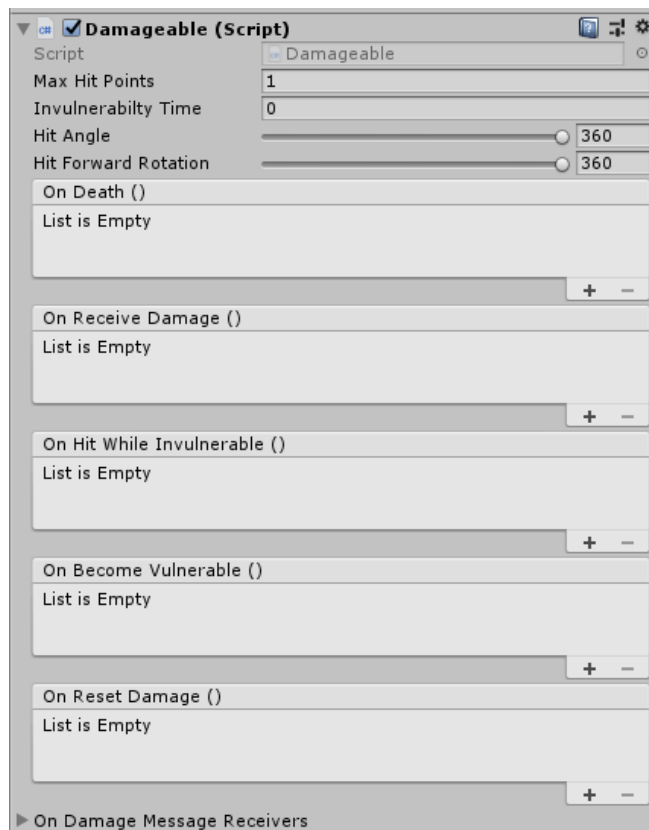 Damageable (Script)
Script Damageable
Max Hit Points 1
Invulnerabilty Time 0
Hit Angle 360
Hit Forward Rotation 360
On Death ()
List is Empty
+ −
On Receive Damage ()
List is Empty
+ −
On Hit While Invulnerable ()
List is Empty
+ −
On Become Vulnerable ()
List is Empty
+ −
On Reset Damage ()
List is Empty
+ −
On Damage Message Receivers